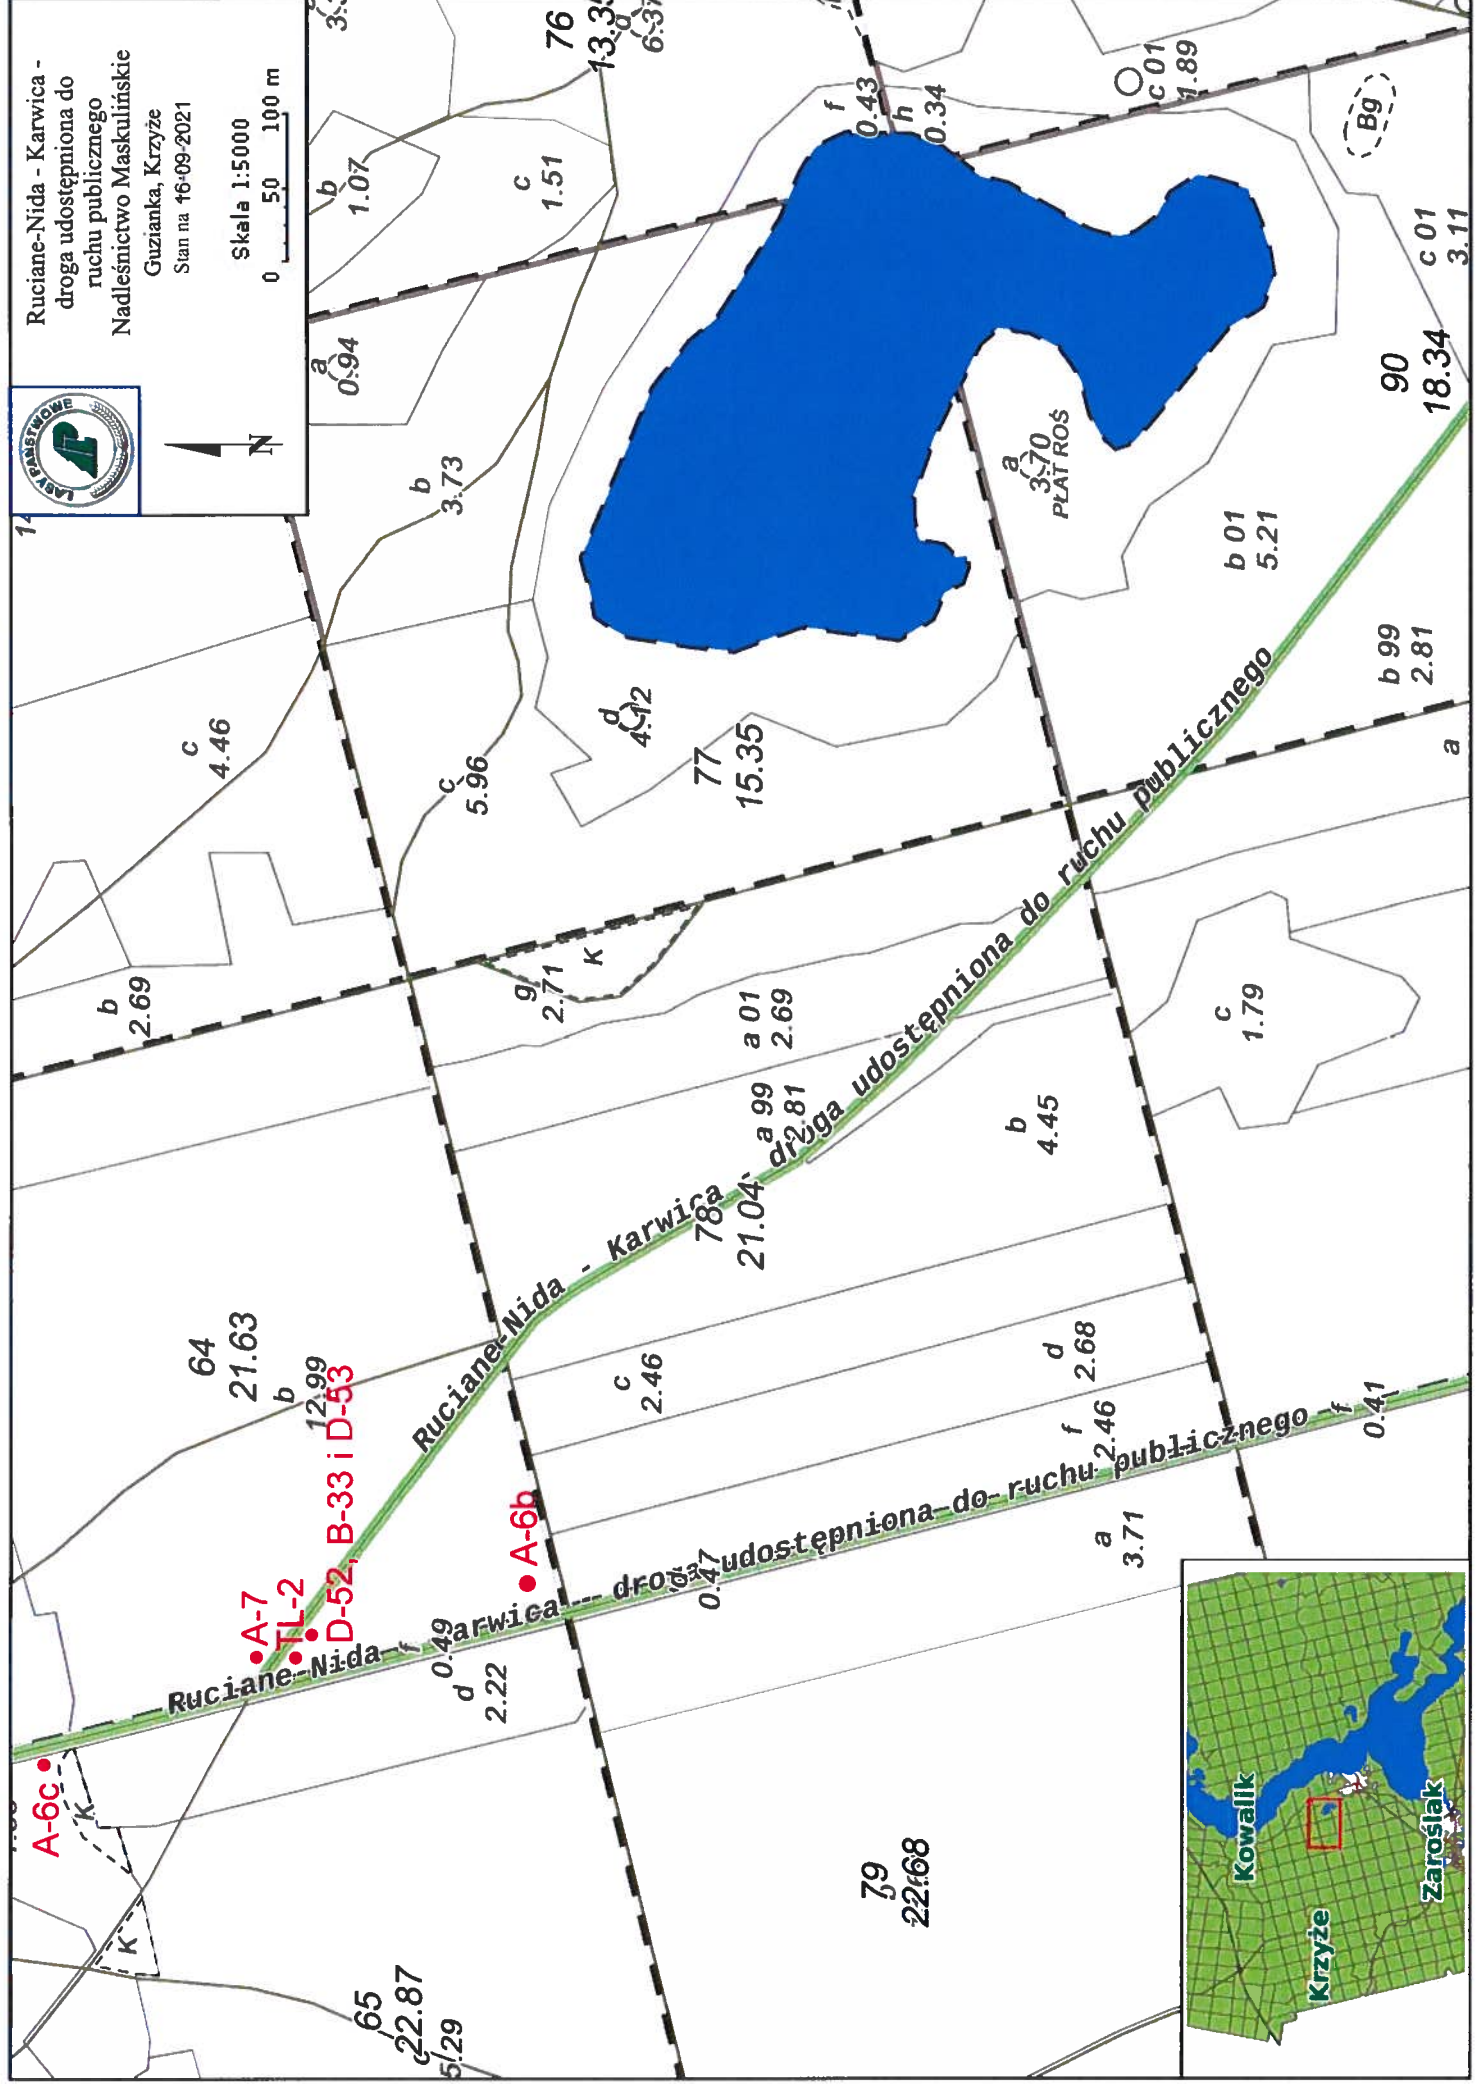 Ruciane-Nida - Karwica -
droga udostępniona do
ruchu publicznego
Nadleśnictwo Maskulińskie
Guzianka, Krzyże
Stan na 16-09-2021
Skala 1:5000
0 50 100 m
LASY PAŃSTWOWE
N
76
b
1.07
c
1.51
a
0.94
b
3.73
c
4.46
c
5.96
d
4.12
77
15.35
f
0.43
h
0.34
c 01
1.89
Bg
c 01
3.11
90
18.34
a
3.70
PŁAT ROŚ
b 01
5.21
b 99
2.81
a
b
2.69
g
2.71
K
a 01
2.69
a 99
2.81
c
1.79
b
4.45
64
21.63
b
12.99
78
21.04
c
2.46
d
2.68
f
2.46
f
0.41
a
3.71
0.47
f
0.49
d
2.22
K
K
65
22.87
5.29
79
22.68
Ruciane-Nida - Karwica - droga udostępniona do ruchu publicznego
Ruciane-Nida - Karwica - droga udostępniona do ruchu publicznego
A-7
TL-2
D-52, B-33 i D-53
A-6b
A-6c
Kowalik
Krzyże
Zaroślak